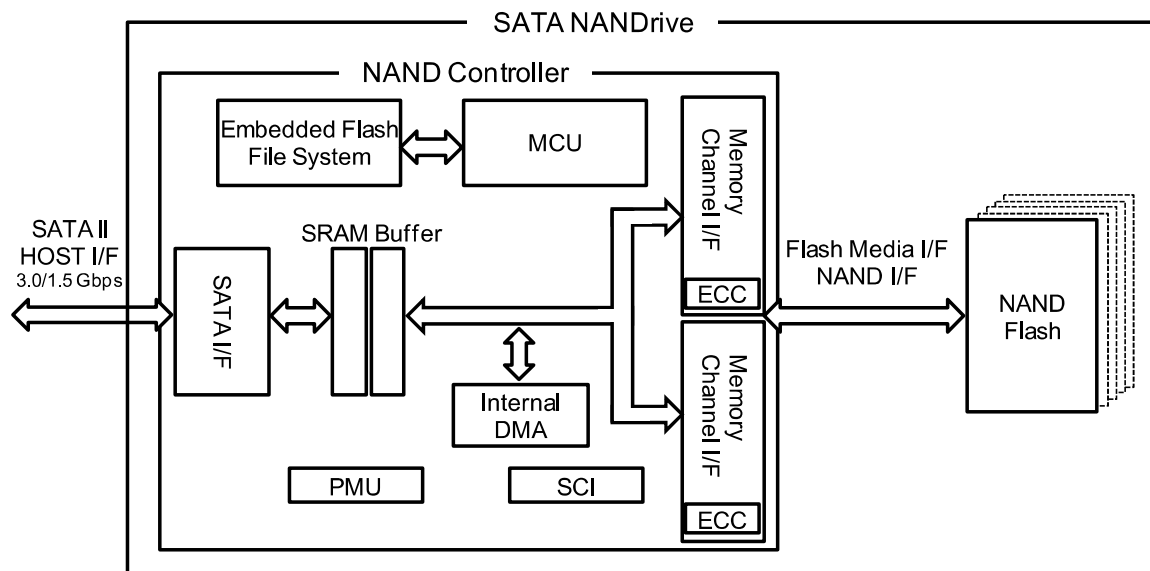 SATA NANDrive
NAND Controller
Embedded Flash
File System
MCU
Memory
Channel I/F
ECC
SATA II
HOST I/F
3.0/1.5 Gbps
SATA I/F
SRAM Buffer
Flash Media I/F
NAND I/F
NAND
Flash
Internal
DMA
Memory
Channel I/F
ECC
PMU
SCI